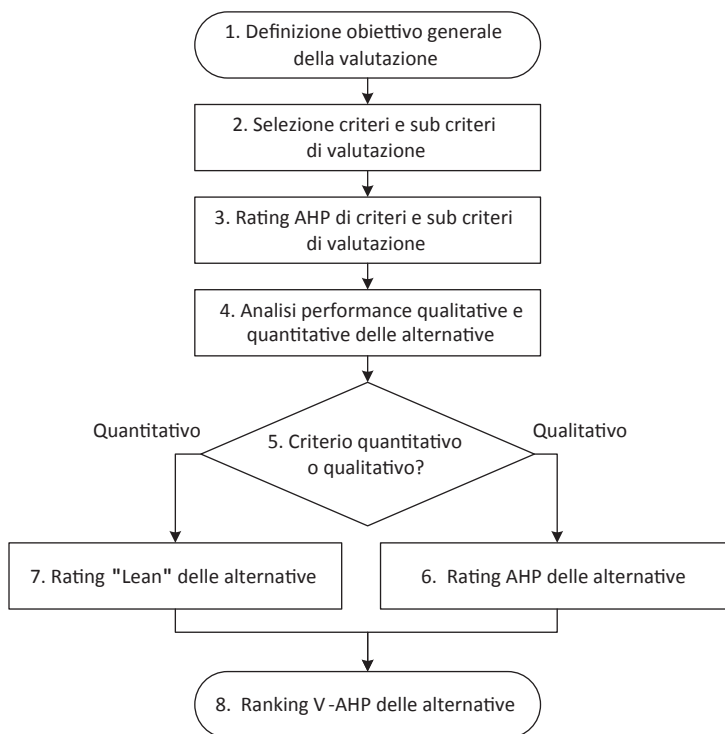 1. Definizione obiettivo generale
della valutazione
2. Selezione criteri e sub criteri
di valutazione
3. Rating AHP di criteri e sub criteri
di valutazione
4. Analisi performance qualitative e
quantitative delle alternative
Quantitativo
5. Criterio quantitativo
o qualitativo?
Qualitativo
7. Rating "Lean" delle alternative
6. Rating AHP delle alternative
8. Ranking V-AHP delle alternative